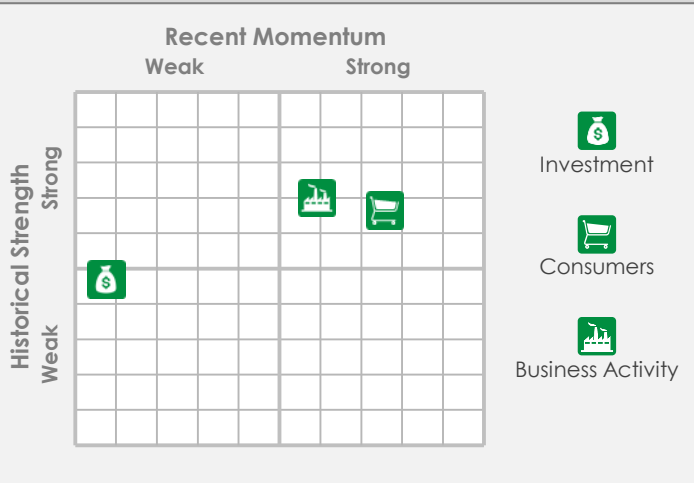 Recent Momentum
Weak Strong
Historical Strength
Strong
Weak
$
$
Investment
Consumers
Business Activity